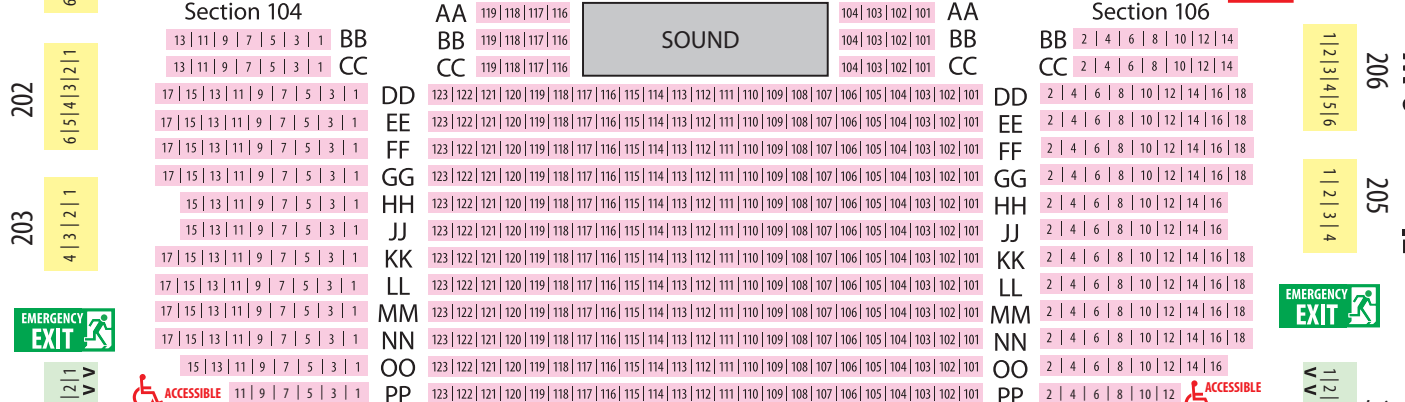 6
Section 104
AA 119|118|117|116 SOUND 104|103|102|101 AA
Section 106
13|11|9|7|5|3|1 BB BB 119|118|117|116 104|103|102|101 BB BB 2|4|6|8|10|12|14
13|11|9|7|5|3|1 CC CC 119|118|117|116 104|103|102|101 CC CC 2|4|6|8|10|12|14
17|15|13|11|9|7|5|3|1 DD 123|122|121|120|119|118|117|116|115|114|113|112|111|110|109|108|107|106|105|104|103|102|101 DD 2|4|6|8|10|12|14|16|18
17|15|13|11|9|7|5|3|1 EE 123|122|121|120|119|118|117|116|115|114|113|112|111|110|109|108|107|106|105|104|103|102|101 EE 2|4|6|8|10|12|14|16|18
17|15|13|11|9|7|5|3|1 FF 123|122|121|120|119|118|117|116|115|114|113|112|111|110|109|108|107|106|105|104|103|102|101 FF 2|4|6|8|10|12|14|16|18
17|15|13|11|9|7|5|3|1 GG 123|122|121|120|119|118|117|116|115|114|113|112|111|110|109|108|107|106|105|104|103|102|101 GG 2|4|6|8|10|12|14|16|18
15|13|11|9|7|5|3|1 HH 123|122|121|120|119|118|117|116|115|114|113|112|111|110|109|108|107|106|105|104|103|102|101 HH 2|4|6|8|10|12|14|16
15|13|11|9|7|5|3|1 JJ 123|122|121|120|119|118|117|116|115|114|113|112|111|110|109|108|107|106|105|104|103|102|101 JJ 2|4|6|8|10|12|14|16
17|15|13|11|9|7|5|3|1 KK 123|122|121|120|119|118|117|116|115|114|113|112|111|110|109|108|107|106|105|104|103|102|101 KK 2|4|6|8|10|12|14|16|18
17|15|13|11|9|7|5|3|1 LL 123|122|121|120|119|118|117|116|115|114|113|112|111|110|109|108|107|106|105|104|103|102|101 LL 2|4|6|8|10|12|14|16|18
17|15|13|11|9|7|5|3|1 MM 123|122|121|120|119|118|117|116|115|114|113|112|111|110|109|108|107|106|105|104|103|102|101 MM 2|4|6|8|10|12|14|16|18
17|15|13|11|9|7|5|3|1 NN 123|122|121|120|119|118|117|116|115|114|113|112|111|110|109|108|107|106|105|104|103|102|101 NN 2|4|6|8|10|12|14|16|18
15|13|11|9|7|5|3|1 OO 123|122|121|120|119|118|117|116|115|114|113|112|111|110|109|108|107|106|105|104|103|102|101 OO 2|4|6|8|10|12|14|16
ACCESSIBLE 11|9|7|5|3|1 PP 123|122|121|120|119|118|117|116|115|114|113|112|111|110|109|108|107|106|105|104|103|102|101 PP 2|4|6|8|10|12 ACCESSIBLE
202
6|5|4|3|2|1
203
4|3|2|1
EMERGENCY
EXIT
|2|1
VV
1|2|3|4|5|6
206
1|2|3|4
205
EMERGENCY
EXIT
1|2|
VV